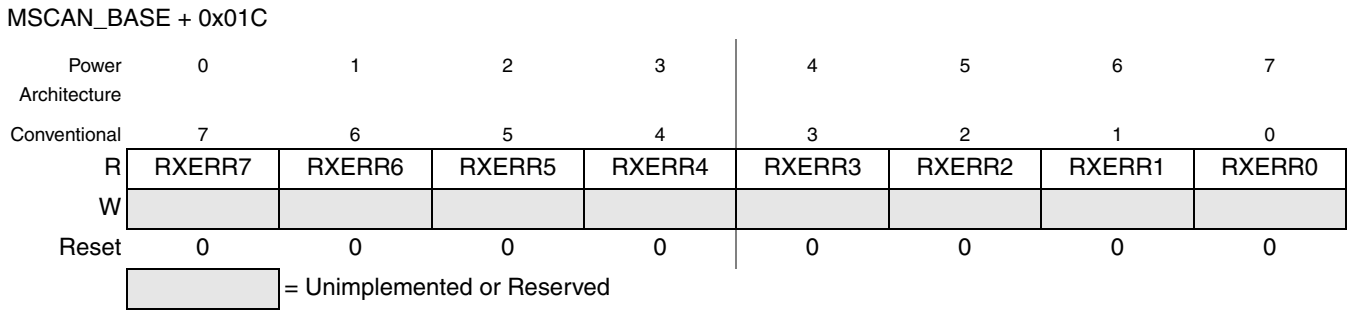 MSCAN_BASE + 0x01C
Power Architecture 0 1 2 3 4 5 6 7
Conventional 7 6 5 4 3 2 1 0
R RXERR7 RXERR6 RXERR5 RXERR4 RXERR3 RXERR2 RXERR1 RXERR0
W
Reset 0 0 0 0 0 0 0 0
= Unimplemented or Reserved